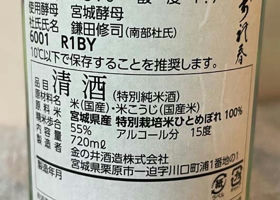 使用酵母 宮城酵母
杜氏氏名 鎌田修司(南部杜氏)
6001 R1BY
10℃以下で保存することを推奨します。
清酒
(特別純米酒)
米(国産)・米こうじ(国産米)
宮城県産 特別栽培米ひとめぼれ 100%
55% アルコール分 15度
720ml
金の井酒造株式会社
宮城県栗原市一迫字川口町浦1番地の1
製造年月